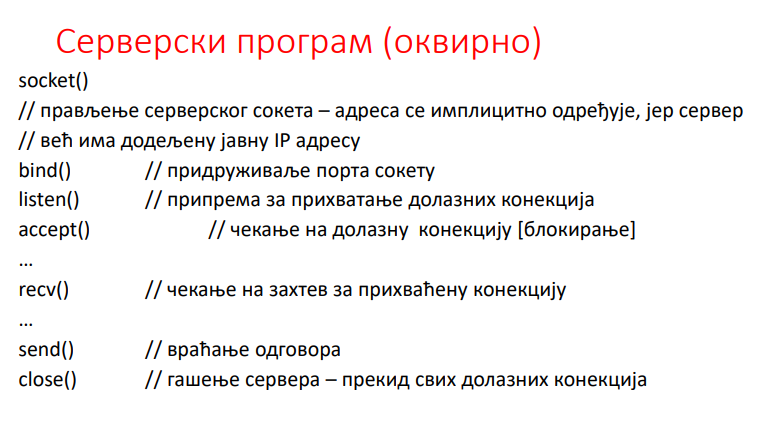 Серверски програм (оквирно)
socket()
// прављење серверског сокета – адреса се имплицитно одређује, јер сервер
// већ има додељену јавну IP адресу
bind() // придруживање порта сокету
listen() // припрема за прихватање долазних конекција
accept() // чекање на долазну конекцију [блокирање]
...
recv() // чекање на захтев за прихваћену конекцију
...
send() // враћање одговора
close() // гашење сервера – прекид свих долазних конекција